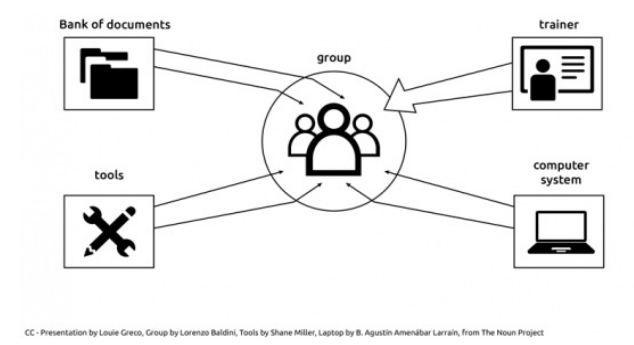 Bank of documents
trainer
group
tools
computer
system
CC - Presentation by Louie Greco, Group by Lorenzo Baldini, Tools by Shane Miller, Laptop by B. Agustín Amenábar Larraín, from The Noun Project